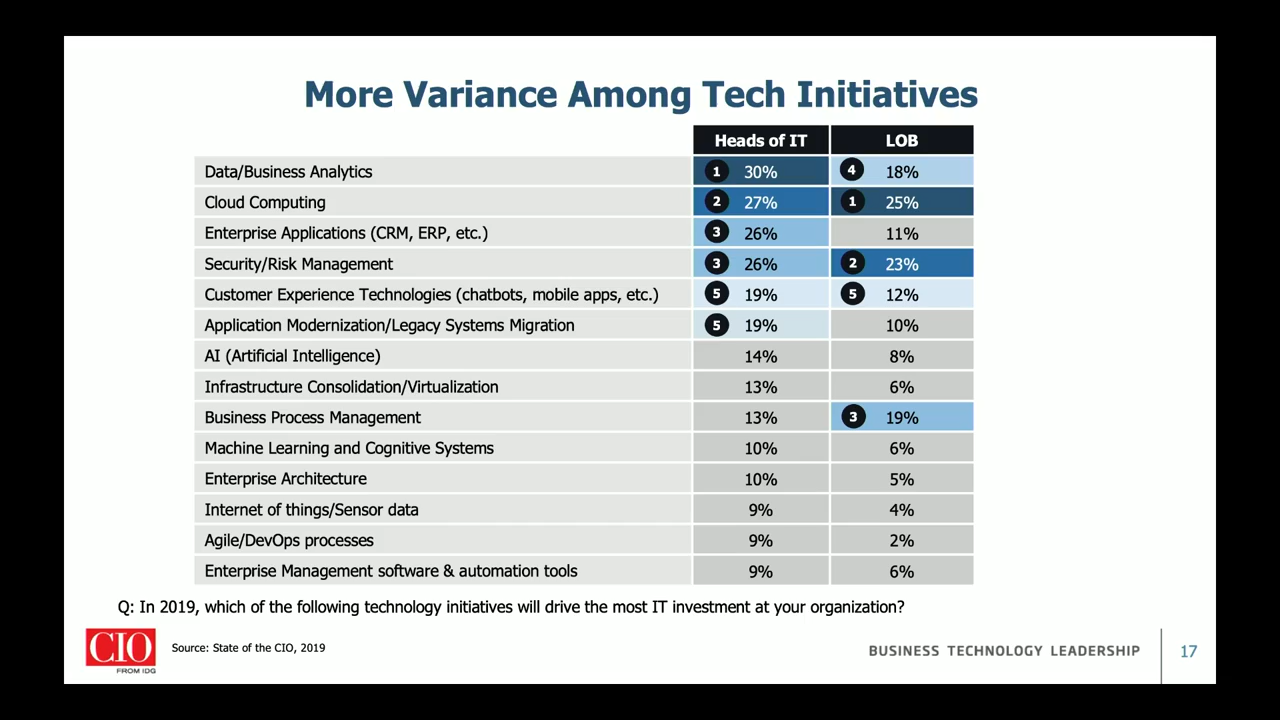 More Variance Among Tech Initiatives
Heads of IT LOB
Data/Business Analytics 1 30% 4 18%
Cloud Computing 2 27% 1 25%
Enterprise Applications (CRM, ERP, etc.) 3 26% 11%
Security/Risk Management 3 26% 2 23%
Customer Experience Technologies (chatbots, mobile apps, etc.) 5 19% 5 12%
Application Modernization/Legacy Systems Migration 5 19% 10%
AI (Artificial Intelligence) 14% 8%
Infrastructure Consolidation/Virtualization 13% 6%
Business Process Management 13% 3 19%
Machine Learning and Cognitive Systems 10% 6%
Enterprise Architecture 10% 5%
Internet of things/Sensor data 9% 4%
Agile/DevOps processes 9% 2%
Enterprise Management software & automation tools 9% 6%
Q: In 2019, which of the following technology initiatives will drive the most IT investment at your organization?
CIO
FROM IDG
Source: State of the CIO, 2019
BUSINESS TECHNOLOGY LEADERSHIP
17